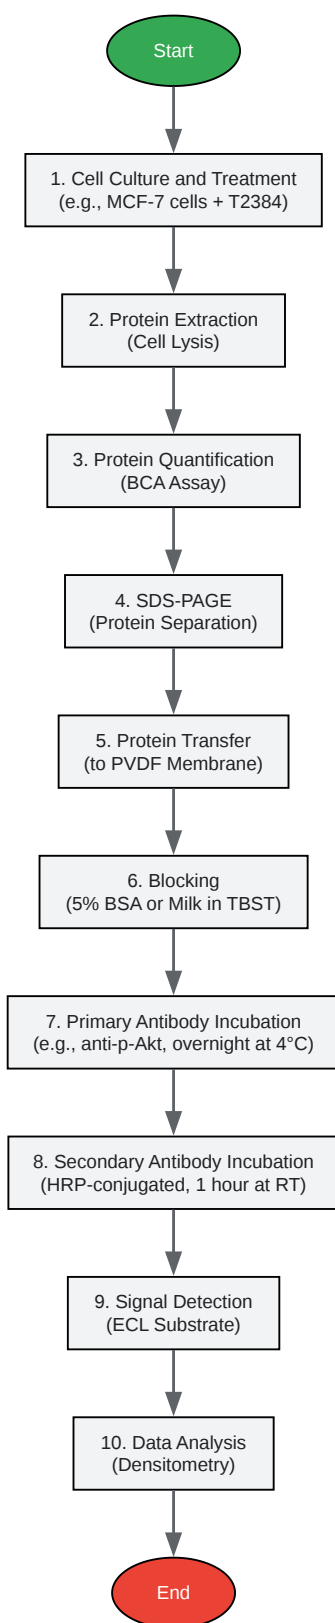 Start
1. Cell Culture and Treatment
(e.g., MCF-7 cells + T2384)
2. Protein Extraction
(Cell Lysis)
3. Protein Quantification
(BCA Assay)
4. SDS-PAGE
(Protein Separation)
5. Protein Transfer
(to PVDF Membrane)
6. Blocking
(5% BSA or Milk in TBST)
7. Primary Antibody Incubation
(e.g., anti-p-Akt, overnight at 4°C)
8. Secondary Antibody Incubation
(HRP-conjugated, 1 hour at RT)
9. Signal Detection
(ECL Substrate)
10. Data Analysis
(Densitometry)
End